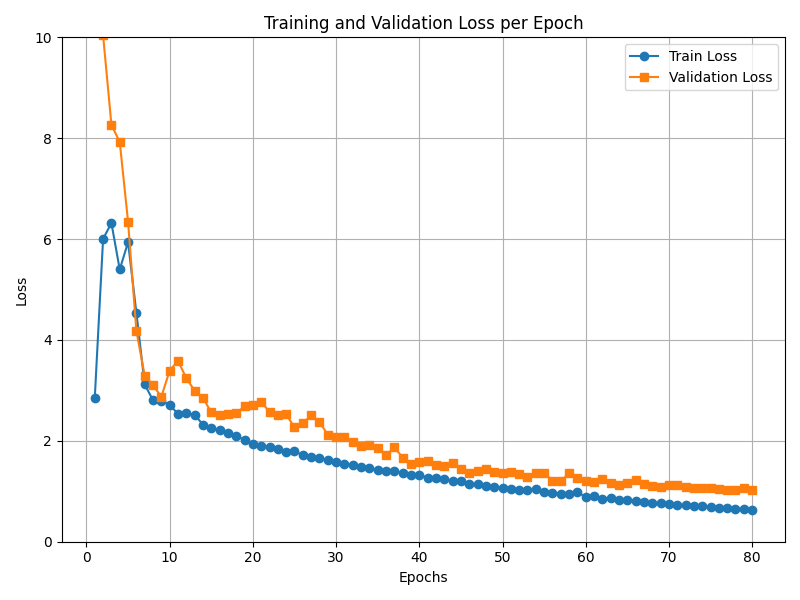 Training and Validation Loss per Epoch
Train Loss
Validation Loss
Loss
10
8
6
4
2
0
0 10 20 30 40 50 60 70 80
Epochs